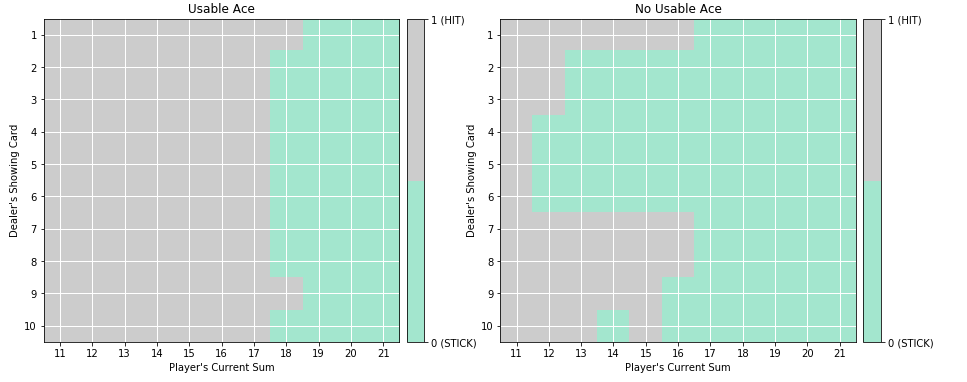 Usable Ace
1 (HIT)
1
2
3
4
5
6
7
8
9
10
Dealer's Showing Card
0 (STICK)
11 12 13 14 15 16 17 18 19 20 21
Player's Current Sum
No Usable Ace
1 (HIT)
1
2
3
4
5
6
7
8
9
10
Dealer's Showing Card
0 (STICK)
11 12 13 14 15 16 17 18 19 20 21
Player's Current Sum